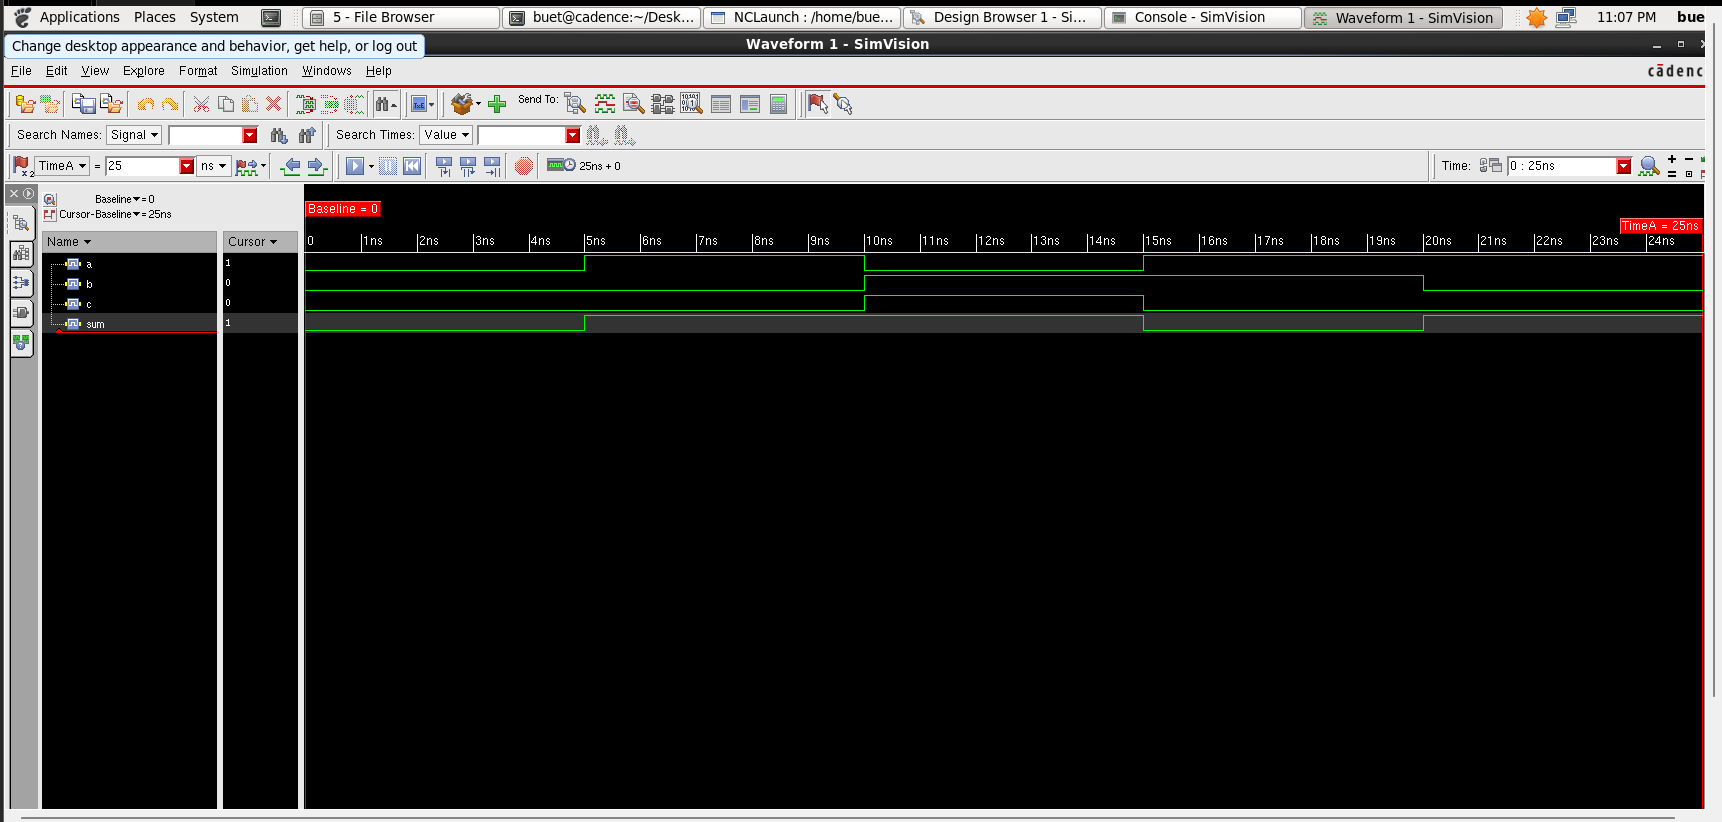 Applications Places System 5 - File Browser buet@cadence:~/Desk... NCLaunch : /home/bue... Design Browser 1 - Si... Console - SimVision Waveform 1 - SimVision 11:07 PM bue
Change desktop appearance and behavior, get help, or log out
Waveform 1 - SimVision
File Edit View Explore Format Simulation Windows Help
cādenc
Send To:
Search Names: Signal Search Times: Value
TimeA = 25 ns 25ns + 0 Time: 0 : 25ns
x2
Baseline = 0
Cursor-Baseline = 25ns
Baseline = 0
TimeA = 25ns
Name Cursor
0 1ns 2ns 3ns 4ns 5ns 6ns 7ns 8ns 9ns 10ns 11ns 12ns 13ns 14ns 15ns 16ns 17ns 18ns 19ns 20ns 21ns 22ns 23ns 24ns
a 1
b 0
c 0
sum 1